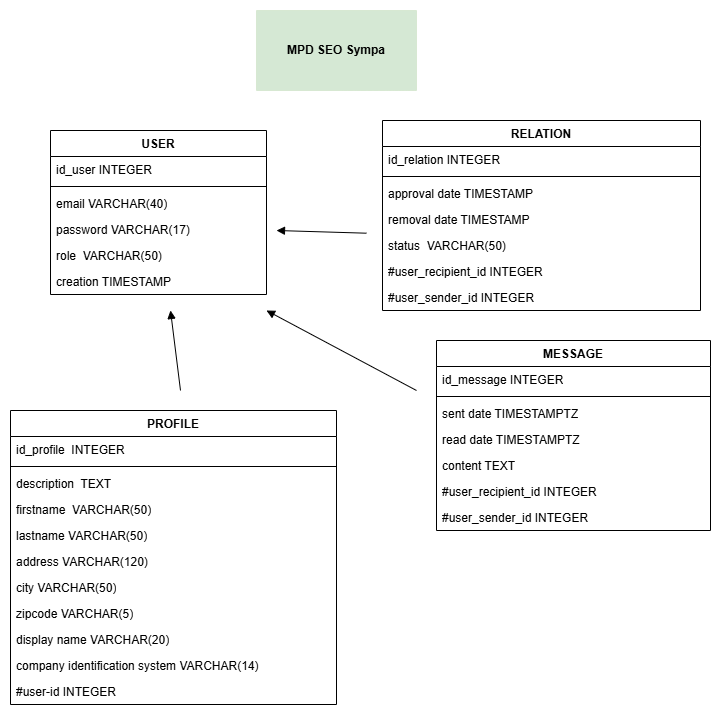 MPD SEO Sympa
USER
id_user INTEGER
email VARCHAR(40)
password VARCHAR(17)
role VARCHAR(50)
creation TIMESTAMP
RELATION
id_relation INTEGER
approval date TIMESTAMP
removal date TIMESTAMP
status VARCHAR(50)
#user_recipient_id INTEGER
#user_sender_id INTEGER
MESSAGE
id_message INTEGER
sent date TIMESTAMPTZ
read date TIMESTAMPTZ
content TEXT
#user_recipient_id INTEGER
#user_sender_id INTEGER
PROFILE
id_profile INTEGER
description TEXT
firstname VARCHAR(50)
lastname VARCHAR(50)
address VARCHAR(120)
city VARCHAR(50)
zipcode VARCHAR(5)
display name VARCHAR(20)
company identification system VARCHAR(14)
#user-id INTEGER